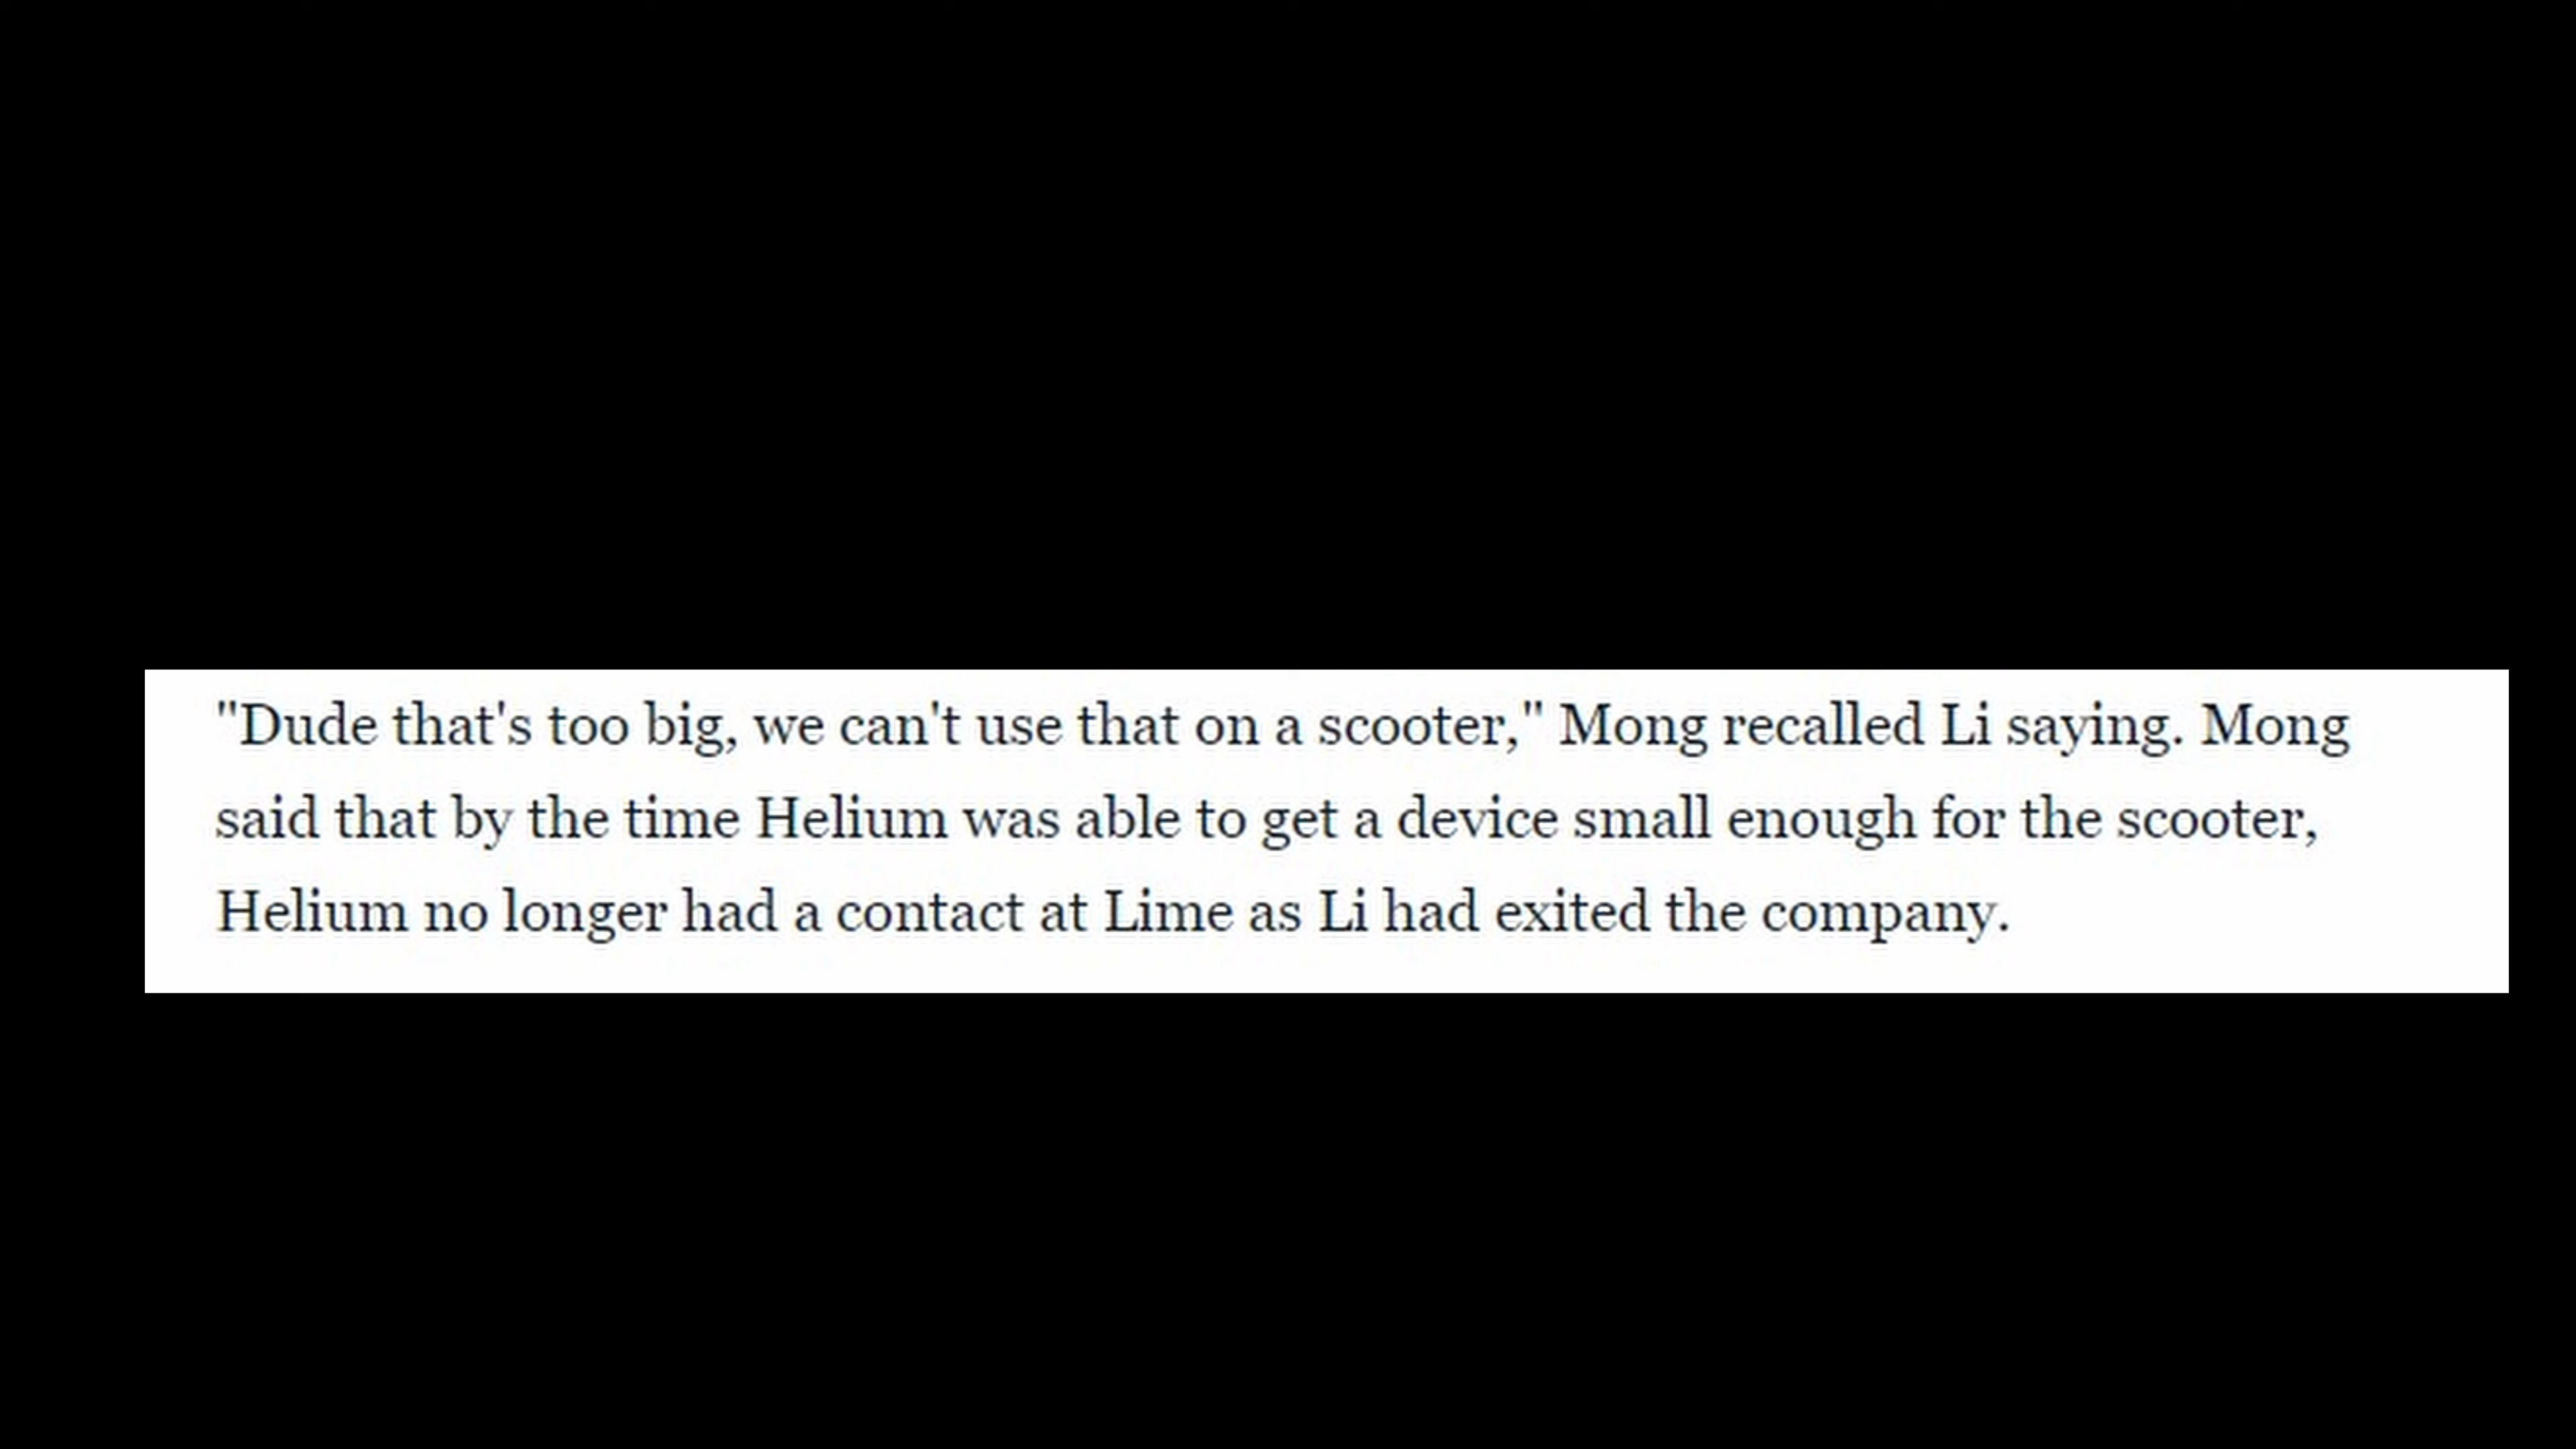 "Dude that's too big, we can't use that on a scooter," Mong recalled Li saying. Mong
said that by the time Helium was able to get a device small enough for the scooter,
Helium no longer had a contact at Lime as Li had exited the company.